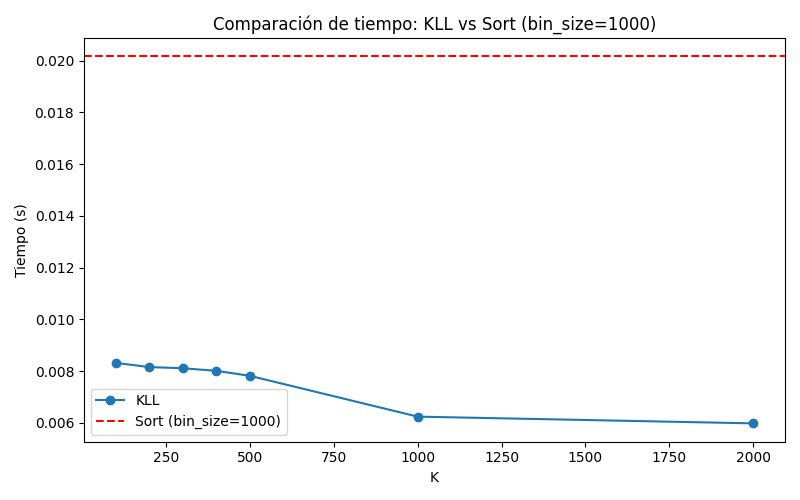 Comparación de tiempo: KLL vs Sort (bin_size=1000)
Tiempo (s)
0.020
0.018
0.016
0.014
0.012
0.010
0.008
0.006
KLL
Sort (bin_size=1000)
250 500 750 1000 1250 1500 1750 2000
K